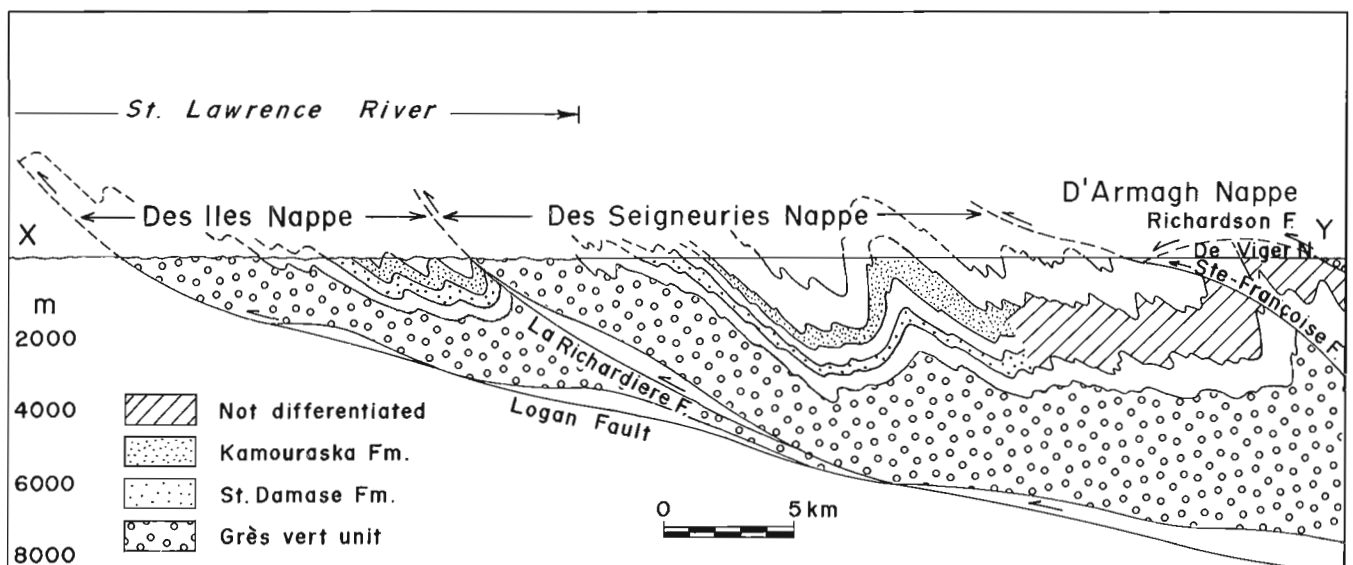 St. Lawrence River
D'Armagh Nappe
Des Iles Nappe
Des Seigneuries Nappe
Richardson F.
X
De Viger N.
Y
Ste-Françoise F.
m
2000
La Richardiere F.
Logan Fault
4000
Not differentiated
Kamouraska Fm.
6000
St. Damase Fm.
0 5 km
Grès vert unit
8000